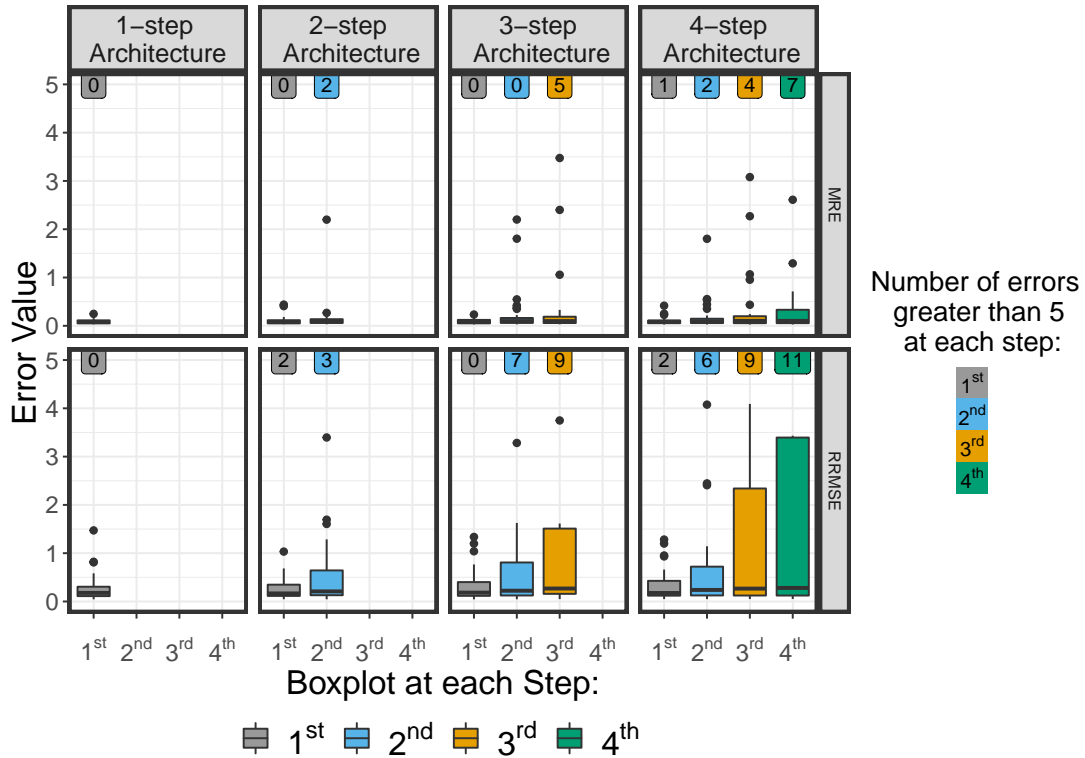 1−step
Architecture
2−step
Architecture
3−step
Architecture
4−step
Architecture
5
4
3
2
1
0
0
0
2
0
0
5
1
2
4
7
MRE
5
4
3
2
1
0
0
2
3
0
7
9
2
6
9
11
RRMSE
Error Value
1st 2nd 3rd 4th
1st 2nd 3rd 4th
1st 2nd 3rd 4th
1st 2nd 3rd 4th
Boxplot at each Step:
1st 2nd 3rd 4th
Number of errors
greater than 5
at each step:
1st
2nd
3rd
4th